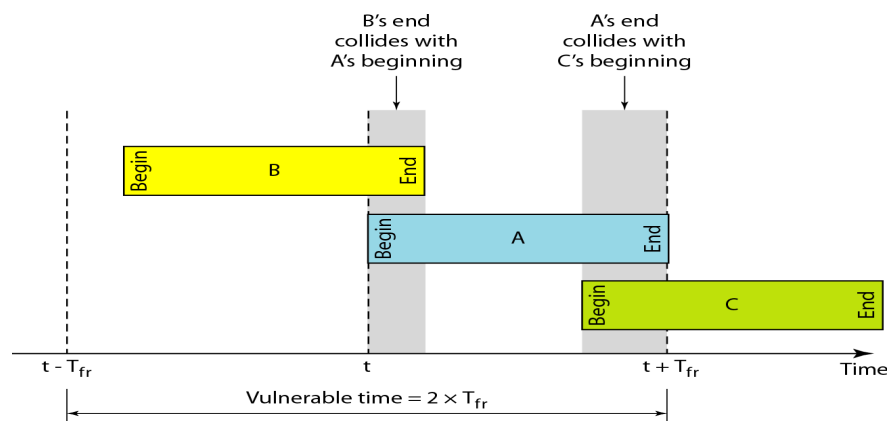 B's end
collides with
A's beginning
A's end
collides with
C's beginning
Begin
B
End
Begin
A
End
Begin
C
End
t - Tfr
t
t + Tfr
Time
Vulnerable time = 2 × Tfr